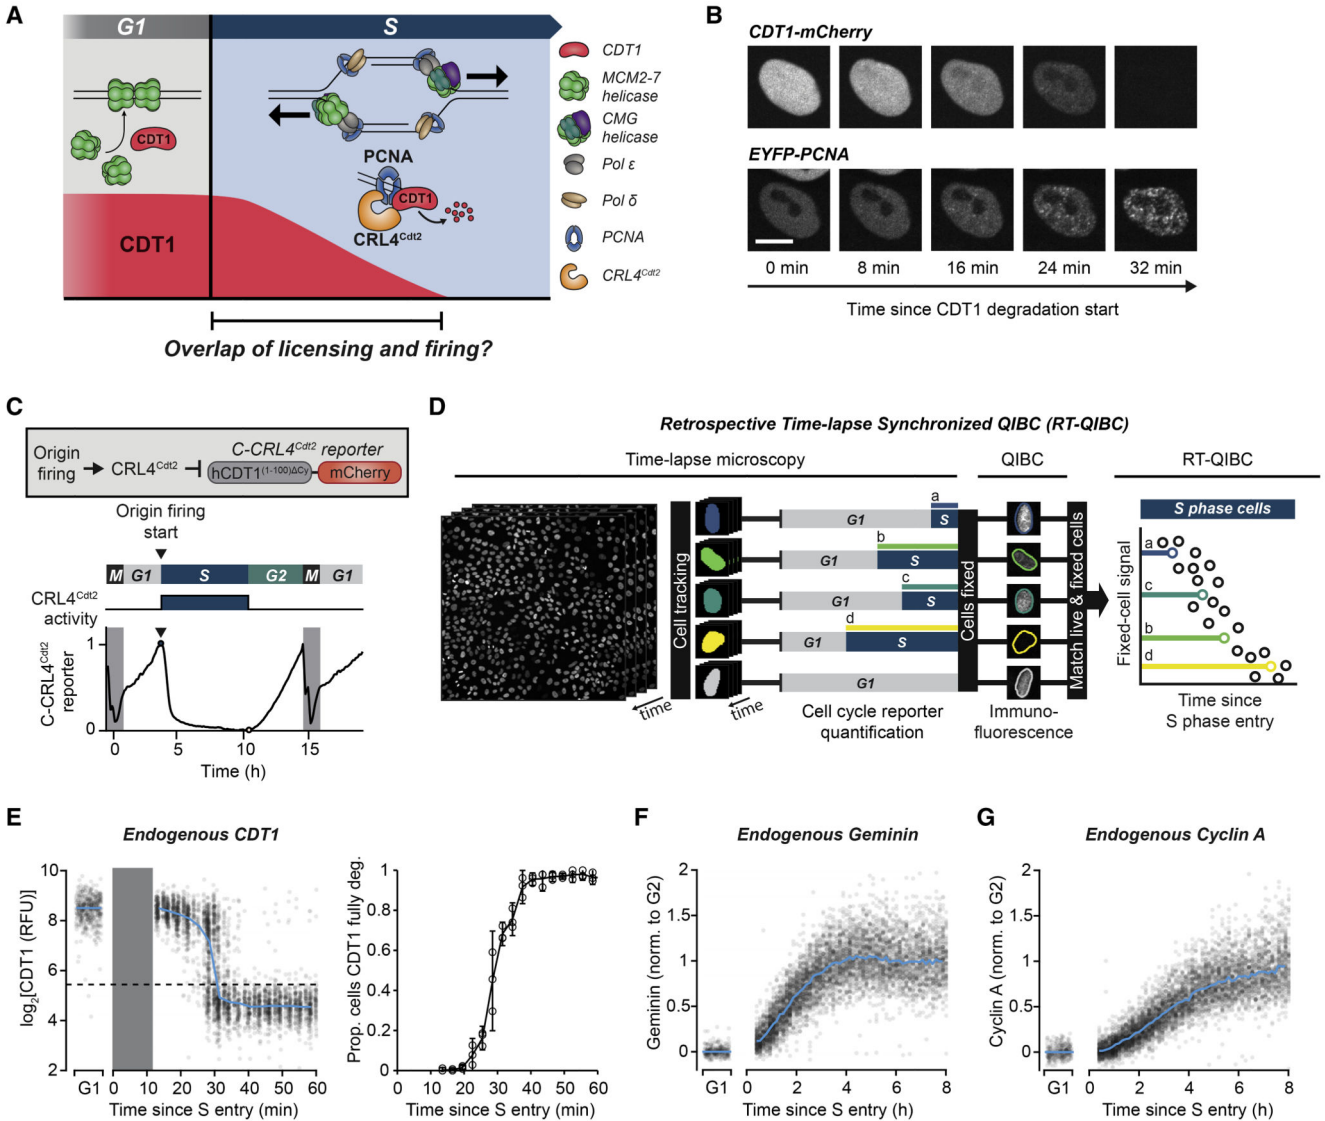 A
G1
S
CDT1
PCNA
CDT1
CRL4Cdt2
CDT1
Overlap of licensing and firing?
CDT1
MCM2-7
helicase
CMG
helicase
Pol ε
Pol δ
PCNA
CRL4Cdt2
B
CDT1-mCherry
EYFP-PCNA
0 min
8 min
16 min
24 min
32 min
Time since CDT1 degradation start
C
Origin
firing
CRL4Cdt2
C-CRL4Cdt2 reporter
hCDT1(1-100)ΔCy
mCherry
Origin firing
start
M
G1
S
G2
M
G1
CRL4Cdt2
activity
C-CRL4Cdt2
reporter
1
0
0
5
10
15
Time (h)
D
Retrospective Time-lapse Synchronized QIBC (RT-QIBC)
Time-lapse microscopy
QIBC
RT-QIBC
time
Cell tracking
time
a
G1
S
b
G1
S
c
G1
S
d
G1
S
G1
Cell cycle reporter
quantification
Cells fixed
Immuno-
fluorescence
Match live & fixed cells
S phase cells
Fixed-cell signal
a
c
b
d
Time since
S phase entry
E
Endogenous CDT1
log2[CDT1 (RFU)]
10
8
6
4
2
G1
0
10
20
30
40
50
60
Time since S entry (min)
Prop. cells CDT1 fully deg.
1
0.8
0.6
0.4
0.2
0
0
20
40
60
Time since S entry (min)
F
Endogenous Geminin
Geminin (norm. to G2)
2
1.5
1
0.5
0
G1
0
2
4
6
8
Time since S entry (h)
G
Endogenous Cyclin A
Cyclin A (norm. to G2)
2
1.5
1
0.5
0
G1
0
2
4
6
8
Time since S entry (h)